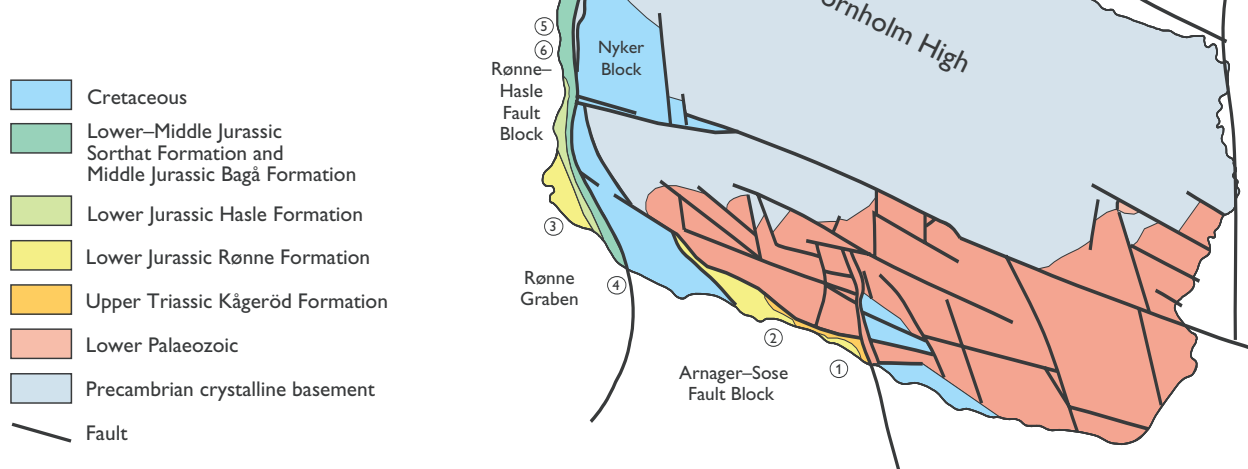 Cretaceous
Lower–Middle Jurassic
Sorthat Formation and
Middle Jurassic Bagå Formation
Lower Jurassic Hasle Formation
Lower Jurassic Rønne Formation
Upper Triassic Kågeröd Formation
Lower Palaeozoic
Precambrian crystalline basement
Fault
5
6
Rønne–
Hasle
Fault
Block
Nyker
Block
ornholm High
3
Rønne
Graben
4
2
1
Arnager–Sose
Fault Block